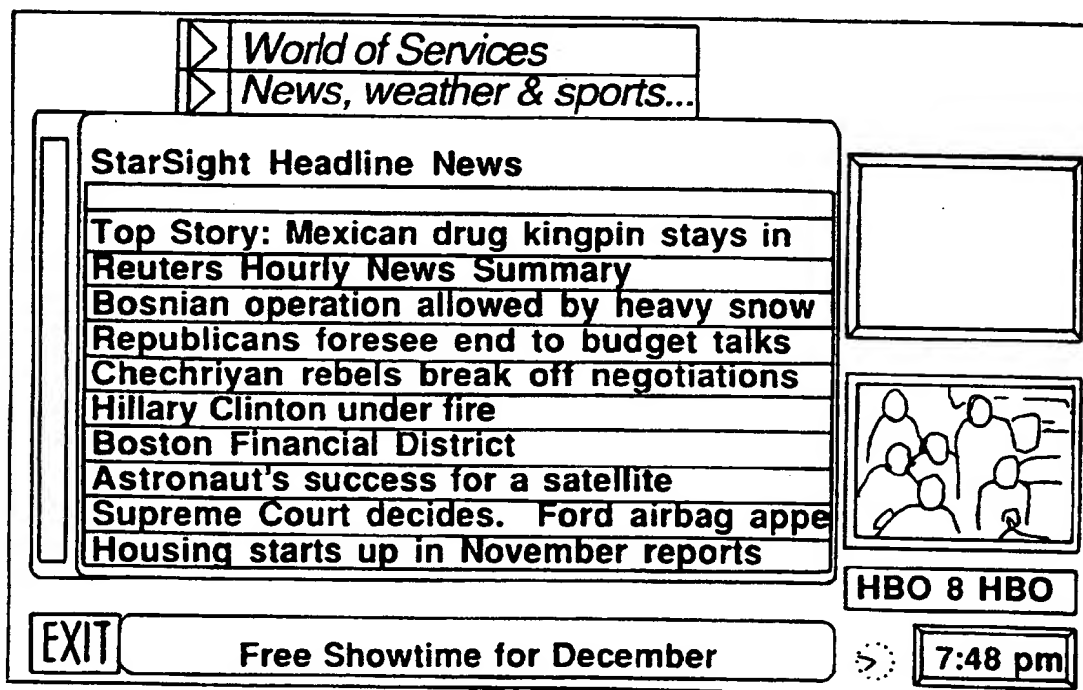 World of Services
News, weather & sports...
StarSight Headline News
Top Story: Mexican drug kingpin stays in
Reuters Hourly News Summary
Bosnian operation allowed by heavy snow
Republicans foresee end to budget talks
Chechriyan rebels break off negotiations
Hillary Clinton under fire
Boston Financial District
Astronaut's success for a satellite
Supreme Court decides. Ford airbag appe
Housing starts up in November reports
HBO 8 HBO
EXIT
Free Showtime for December
7:48 pm